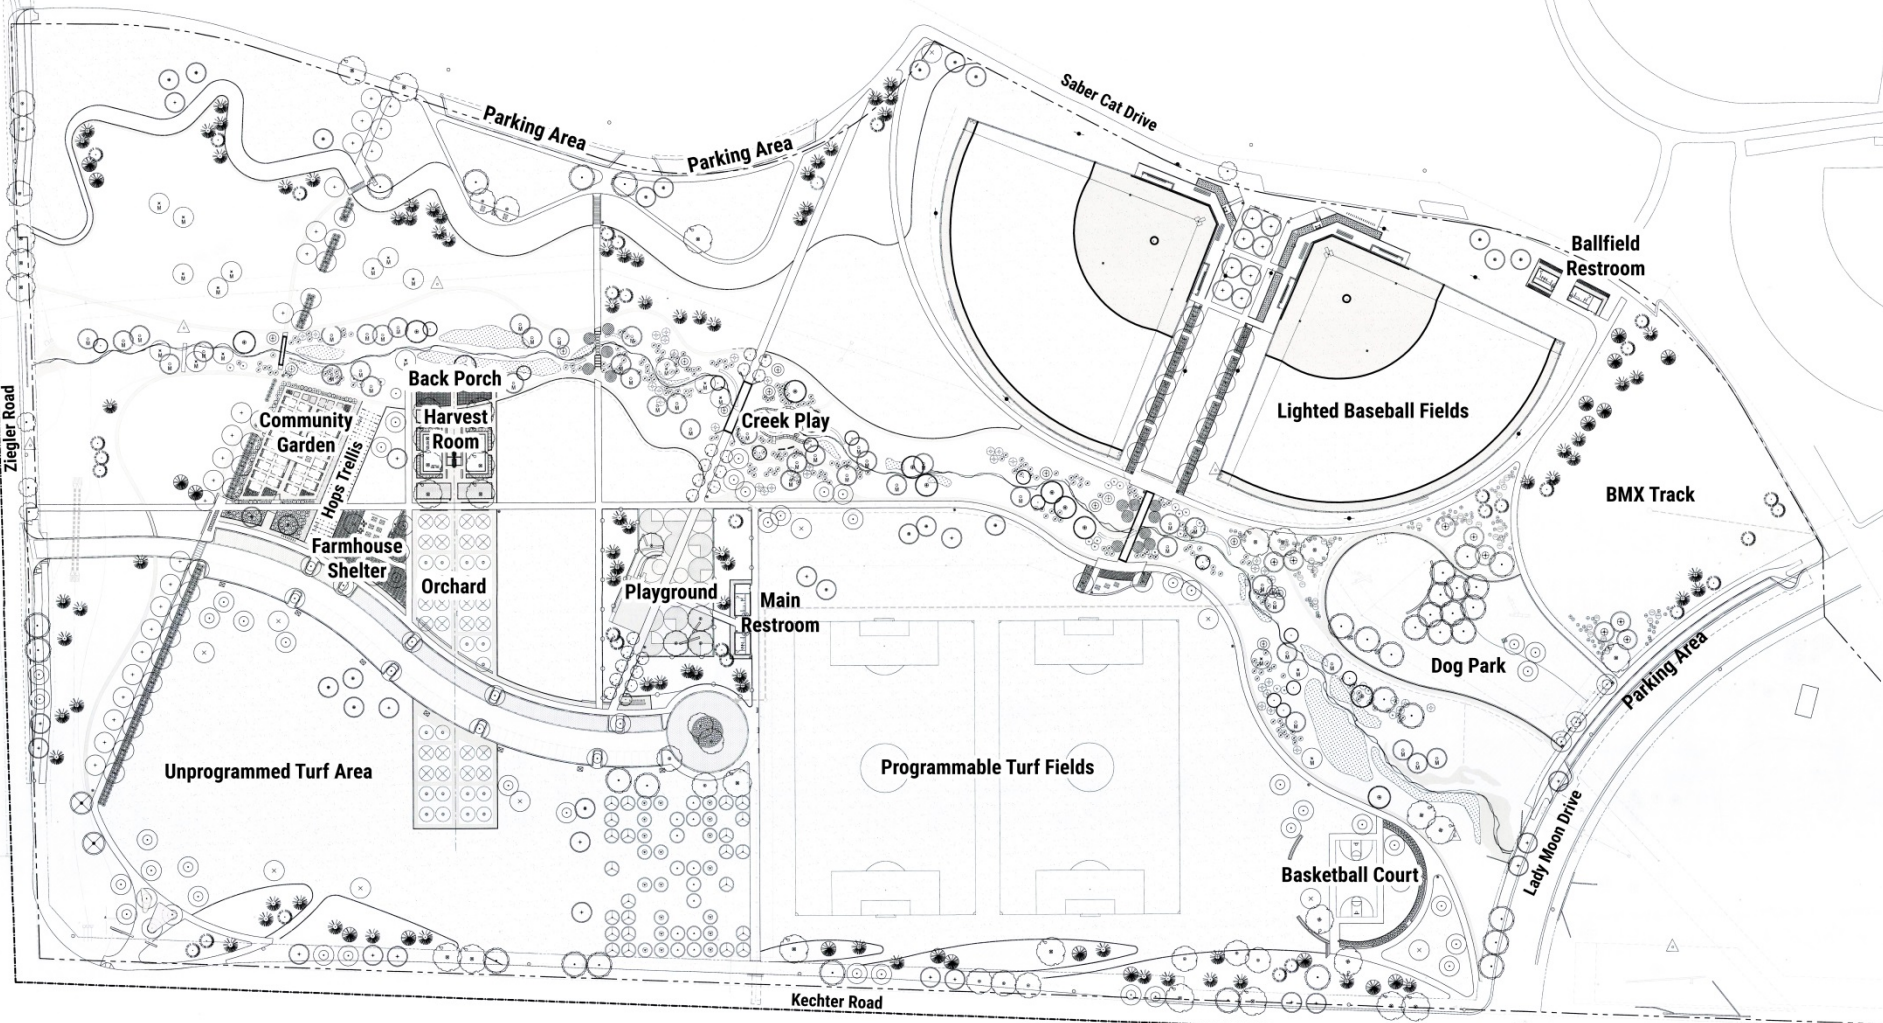 Saber Cat Drive
Parking Area
Parking Area
Ballfield
Restroom
Back Porch
Harvest
Room
Community
Garden
Hops Trellis
Creek Play
Lighted Baseball Fields
BMX Track
Ziegler Road
Farmhouse
Shelter
Orchard
Playground
Main
Restroom
Dog Park
Parking Area
Unprogrammed Turf Area
Programmable Turf Fields
Basketball Court
Lady Moon Drive
Kechter Road